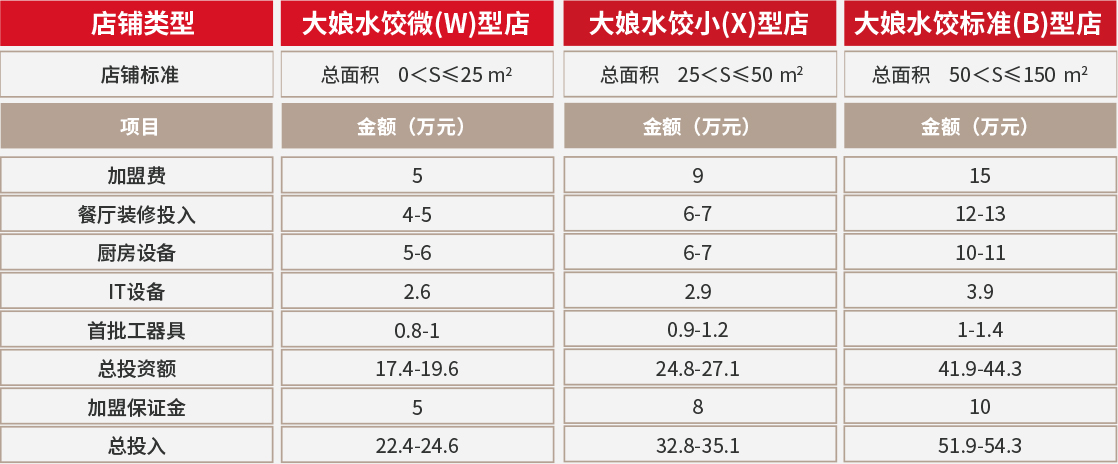 店铺类型 大娘水饺微(W)型店 大娘水饺小(X)型店 大娘水饺标准(B)型店
店铺标准 总面积 0＜S≤25 m² 总面积 25＜S≤50 m² 总面积 50＜S≤150 m²
项目 金额（万元） 金额（万元） 金额（万元）
加盟费 5 9 15
餐厅装修投入 4-5 6-7 12-13
厨房设备 5-6 6-7 10-11
IT设备 2.6 2.9 3.9
首批工器具 0.8-1 0.9-1.2 1-1.4
总投资额 17.4-19.6 24.8-27.1 41.9-44.3
加盟保证金 5 8 10
总投入 22.4-24.6 32.8-35.1 51.9-54.3